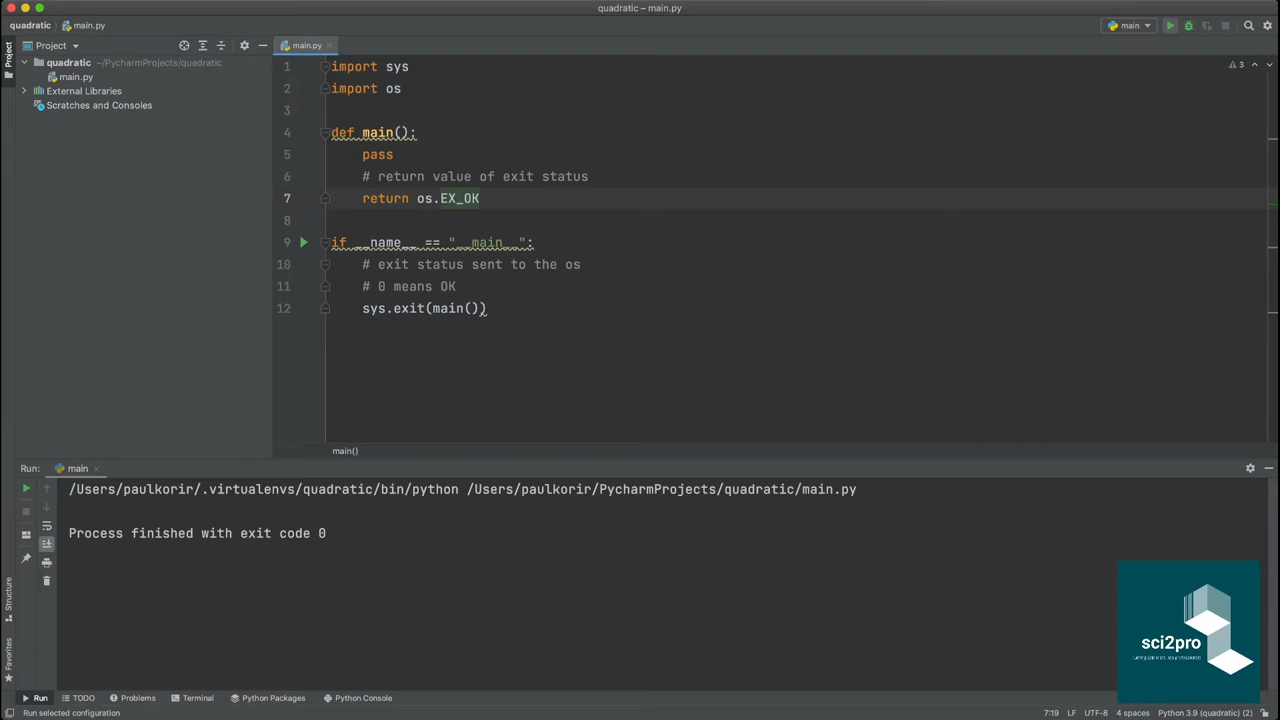 quadratic – main.py
quadratic
main.py
main
Project
Project
main.py
3
quadratic ~/PycharmProjects/quadratic
main.py
External Libraries
Scratches and Consoles
1 import sys
2 import os
3
4 def main():
5 pass
6 # return value of exit status
7 return os.EX_OK
8
9 if __name__ == "__main__":
10 # exit status sent to the os
11 # 0 means OK
12 sys.exit(main())
main()
Run: main
/Users/paulkorir/.virtualenvs/quadratic/bin/python /Users/paulkorir/PycharmProjects/quadratic/main.py
Process finished with exit code 0
Structure
Favorites
sci2pro
Run TODO Problems Terminal Python Packages Python Console
Run selected configuration
7:19 LF UTF-8 4 spaces Python 3.9 (quadratic) (2)